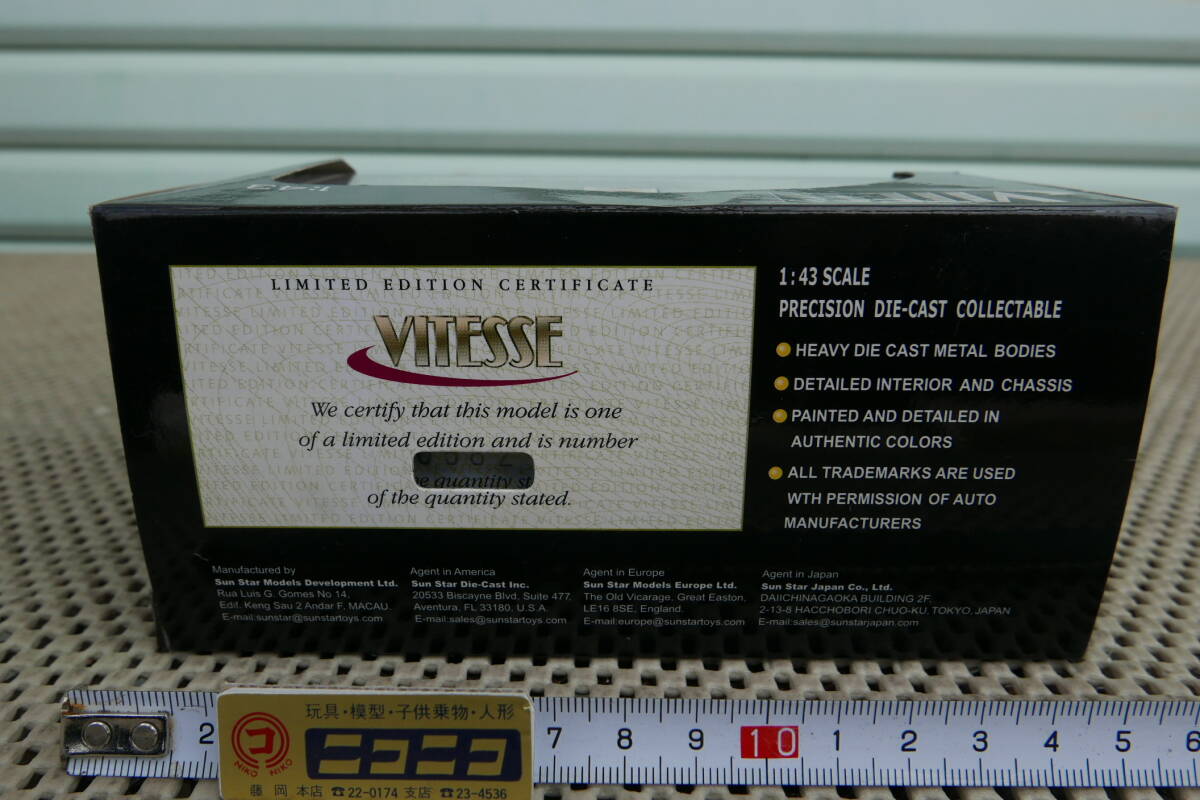 LIMITED EDITION CERTIFICATE
VITESSE
We certify that this model is one
of a limited edition and is number
of the quantity stated.
1:43 SCALE
PRECISION DIE-CAST COLLECTABLE
HEAVY DIE CAST METAL BODIES
DETAILED INTERIOR AND CHASSIS
PAINTED AND DETAILED IN
AUTHENTIC COLORS
ALL TRADEMARKS ARE USED
WTH PERMISSION OF AUTO
MANUFACTURERS
Manufactured by
Sun Star Models Development Ltd.
Rua Luis G. Gomes No 14,
Edif. Keng Sau 2 Andar F, MACAU.
E-mail:sunstar@sunstartoys.com
Agent in America
Sun Star Die-Cast Inc.
20533 Biscayne Blvd, Suite 477,
Aventura, FL 33180, U.S.A.
E-mail:sales@sunstartoys.com
Agent in Europe
Sun Star Models Europe Ltd.
The Old Vicarage, Great Easton,
LE16 8SE, England.
E-mail:europe@sunstartoys.com
Agent in Japan
Sun Star Japan Co., Ltd.
DAIICHINAGAOKA BUILDING 2F,
2-13-8 HACCHOBORI CHUO-KU, TOKYO, JAPAN
E-mail:sales@sunstarjapan.com
2 7 8 9 10 1 2 3 4 5 6
玩具・模型・子供乗物・人形
コ
NIKO NIKO
ニコニコ
藤岡 本店 ☎22-0174 支店 ☎23-4536